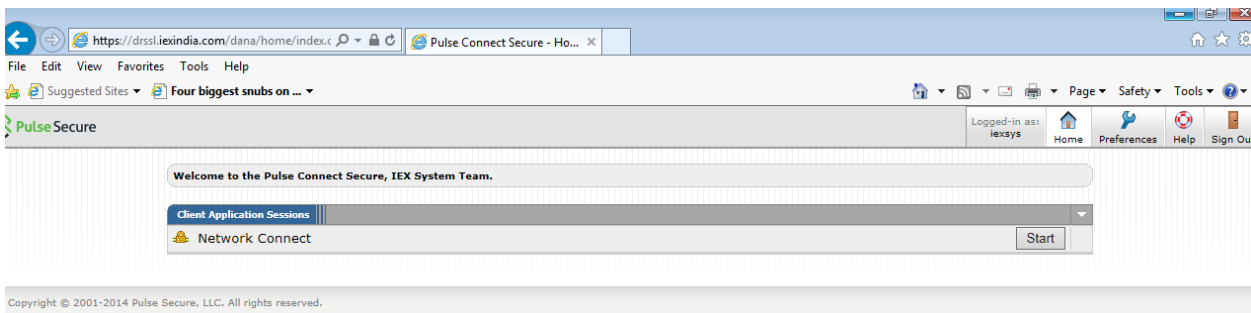 https://drssl.iexindia.com/dana/home/index.c
Pulse Connect Secure - Ho...
File Edit View Favorites Tools Help
Suggested Sites Four biggest snubs on ...
Page Safety Tools
Pulse Secure
Logged-in as:
iexsys
Home Preferences Help Sign Ou
Welcome to the Pulse Connect Secure, IEX System Team.
Client Application Sessions
Network Connect Start
Copyright © 2001-2014 Pulse Secure, LLC. All rights reserved.